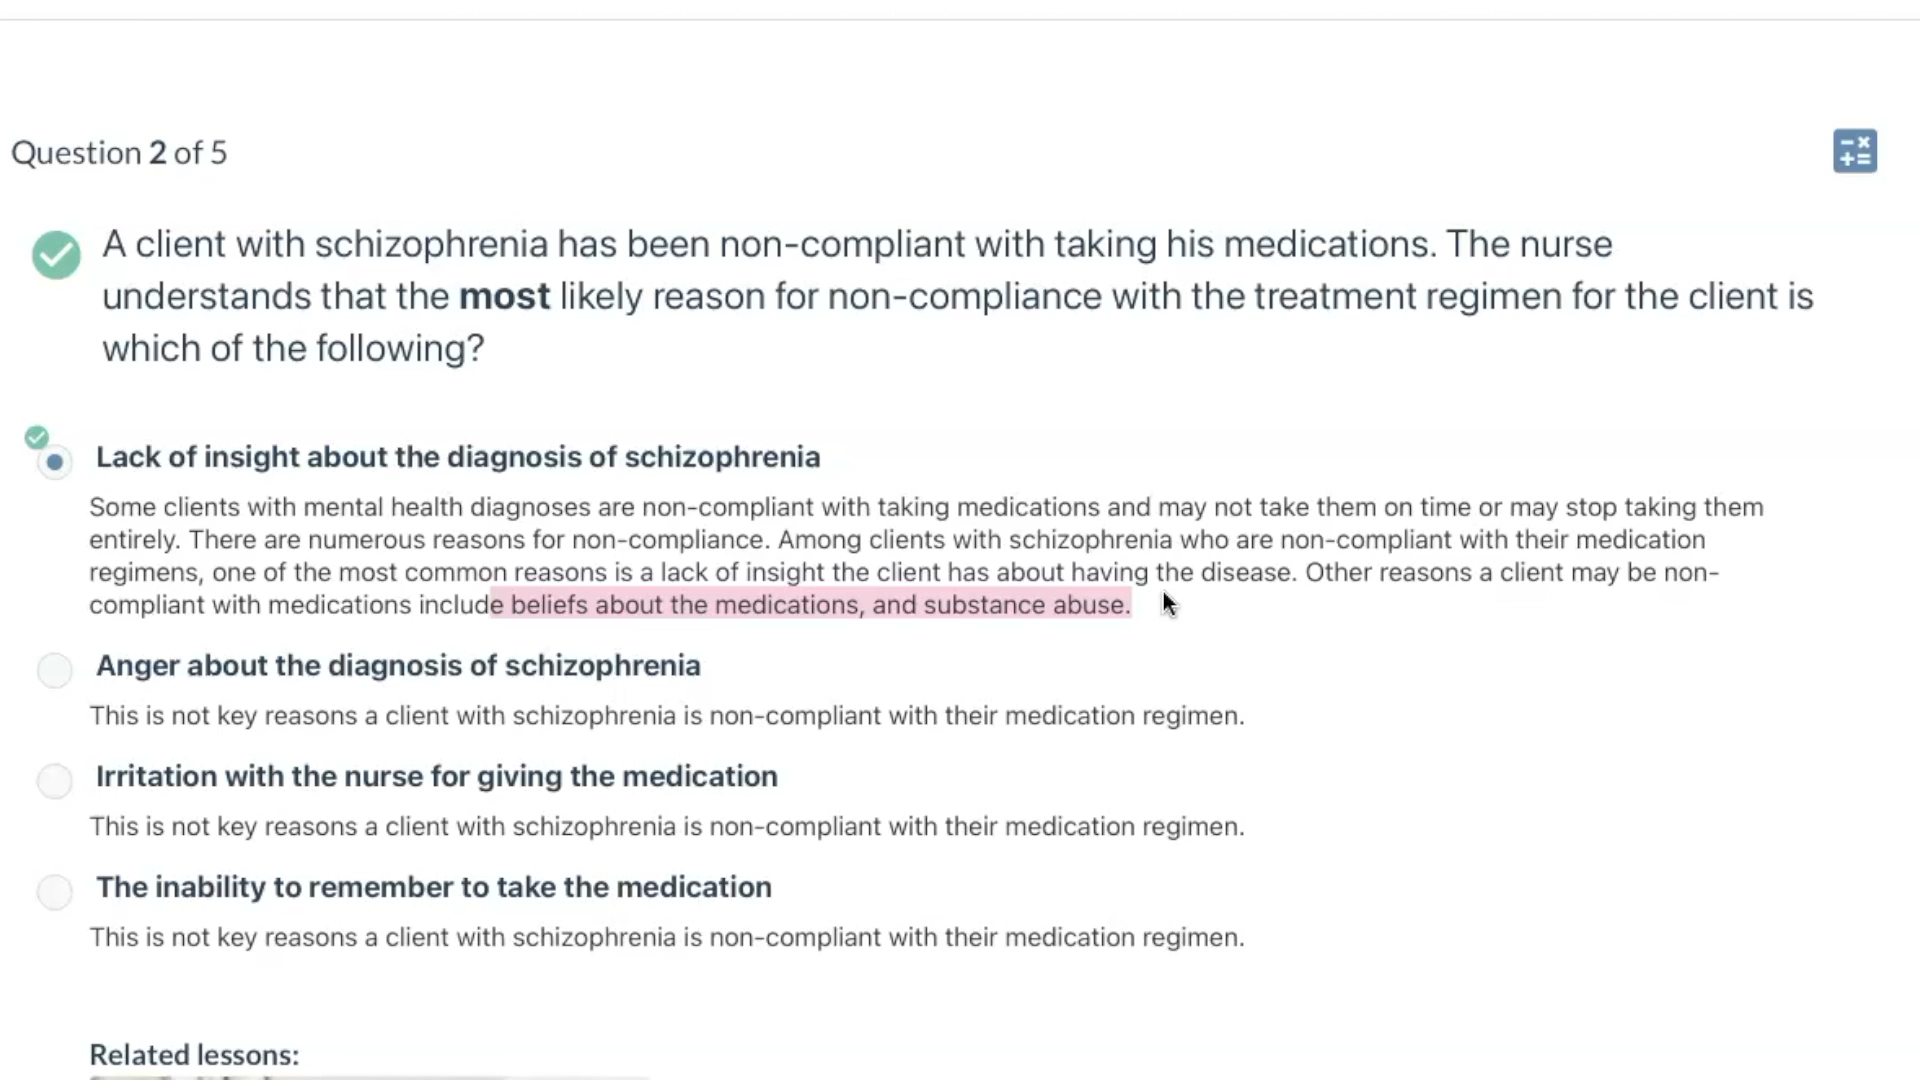 Question 2 of 5
A client with schizophrenia has been non-compliant with taking his medications. The nurse
understands that the most likely reason for non-compliance with the treatment regimen for the client is
which of the following?
Lack of insight about the diagnosis of schizophrenia
Some clients with mental health diagnoses are non-compliant with taking medications and may not take them on time or may stop taking them
entirely. There are numerous reasons for non-compliance. Among clients with schizophrenia who are non-compliant with their medication
regimens, one of the most common reasons is a lack of insight the client has about having the disease. Other reasons a client may be non-
compliant with medications include beliefs about the medications, and substance abuse.
Anger about the diagnosis of schizophrenia
This is not key reasons a client with schizophrenia is non-compliant with their medication regimen.
Irritation with the nurse for giving the medication
This is not key reasons a client with schizophrenia is non-compliant with their medication regimen.
The inability to remember to take the medication
This is not key reasons a client with schizophrenia is non-compliant with their medication regimen.
Related lessons: